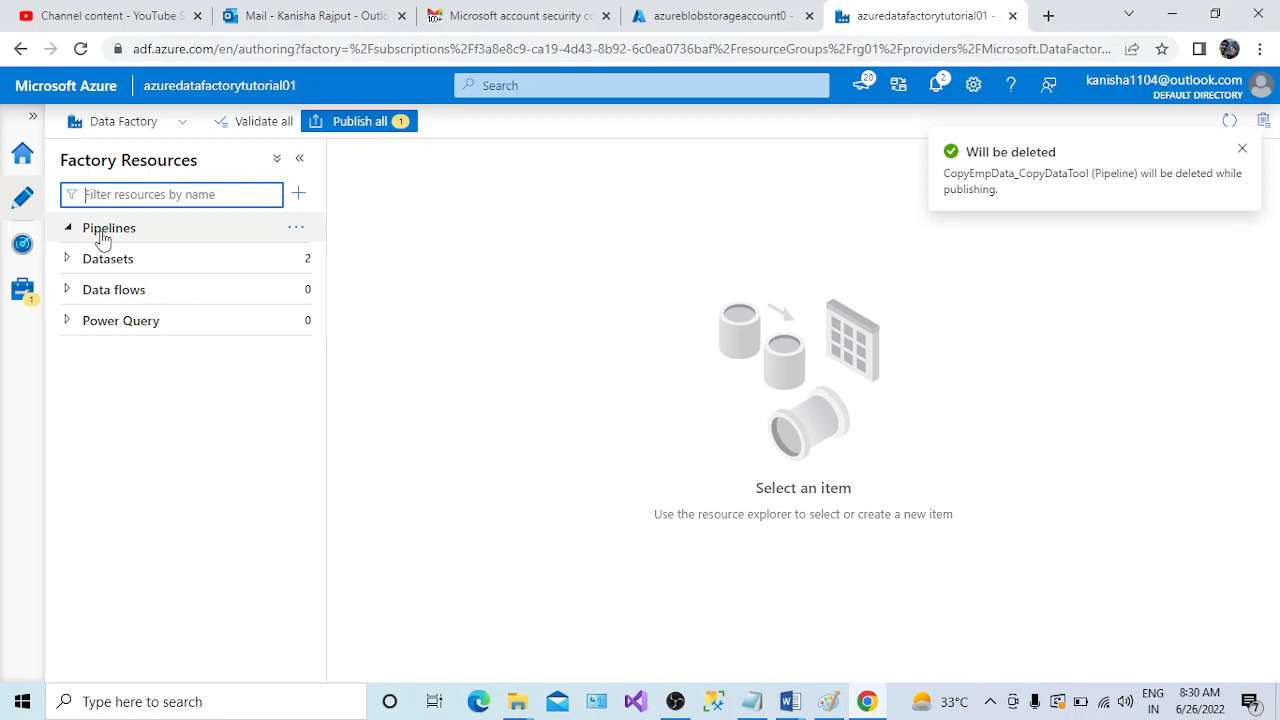 Content - YouTube S
Mail - Kanisha Rajput - Outlo
Microsoft account security.co
azureblobstorageaccount0 -
azuredatafactorytutorial01 -
adf.azure.com/en/authoring?factory=%2Fsubscriptions%2Ff3a8e8c9-ca19-4d43-8b92-6c0ea0736baf%2FresourceGroups%2Frg01%2Fproviders%2FMicrosoft.DataFactor...
Microsoft Azure
azuredatafactorytutorial01
Search
20
2
kanisha1104@outlook.com
DEFAULT DIRECTORY
Data Factory
Validate all
Publish all 1
Factory Resources
Filter resources by name
Will be deleted
CopyEmpData_CopyDataTool (Pipeline) will be deleted while
publishing.
Pipelines
Datasets 2
Data flows 0
1
Power Query 0
Select an item
Use the resource explorer to select or create a new item
Type here to search
33°C
ENG
IN
8:30 AM
6/26/2022
7